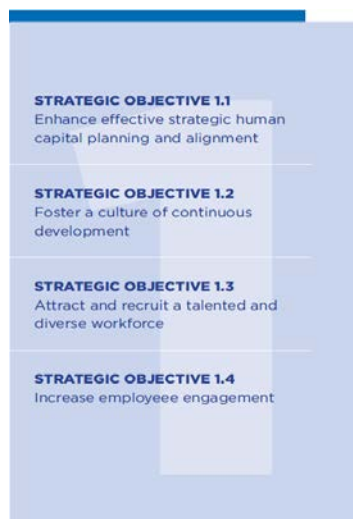 STRATEGIC OBJECTIVE 1.1
Enhance effective strategic human
capital planning and alignment
STRATEGIC OBJECTIVE 1.2
Foster a culture of continuous
development
STRATEGIC OBJECTIVE 1.3
Attract and recruit a talented and
diverse workforce
STRATEGIC OBJECTIVE 1.4
Increase employeee engagement